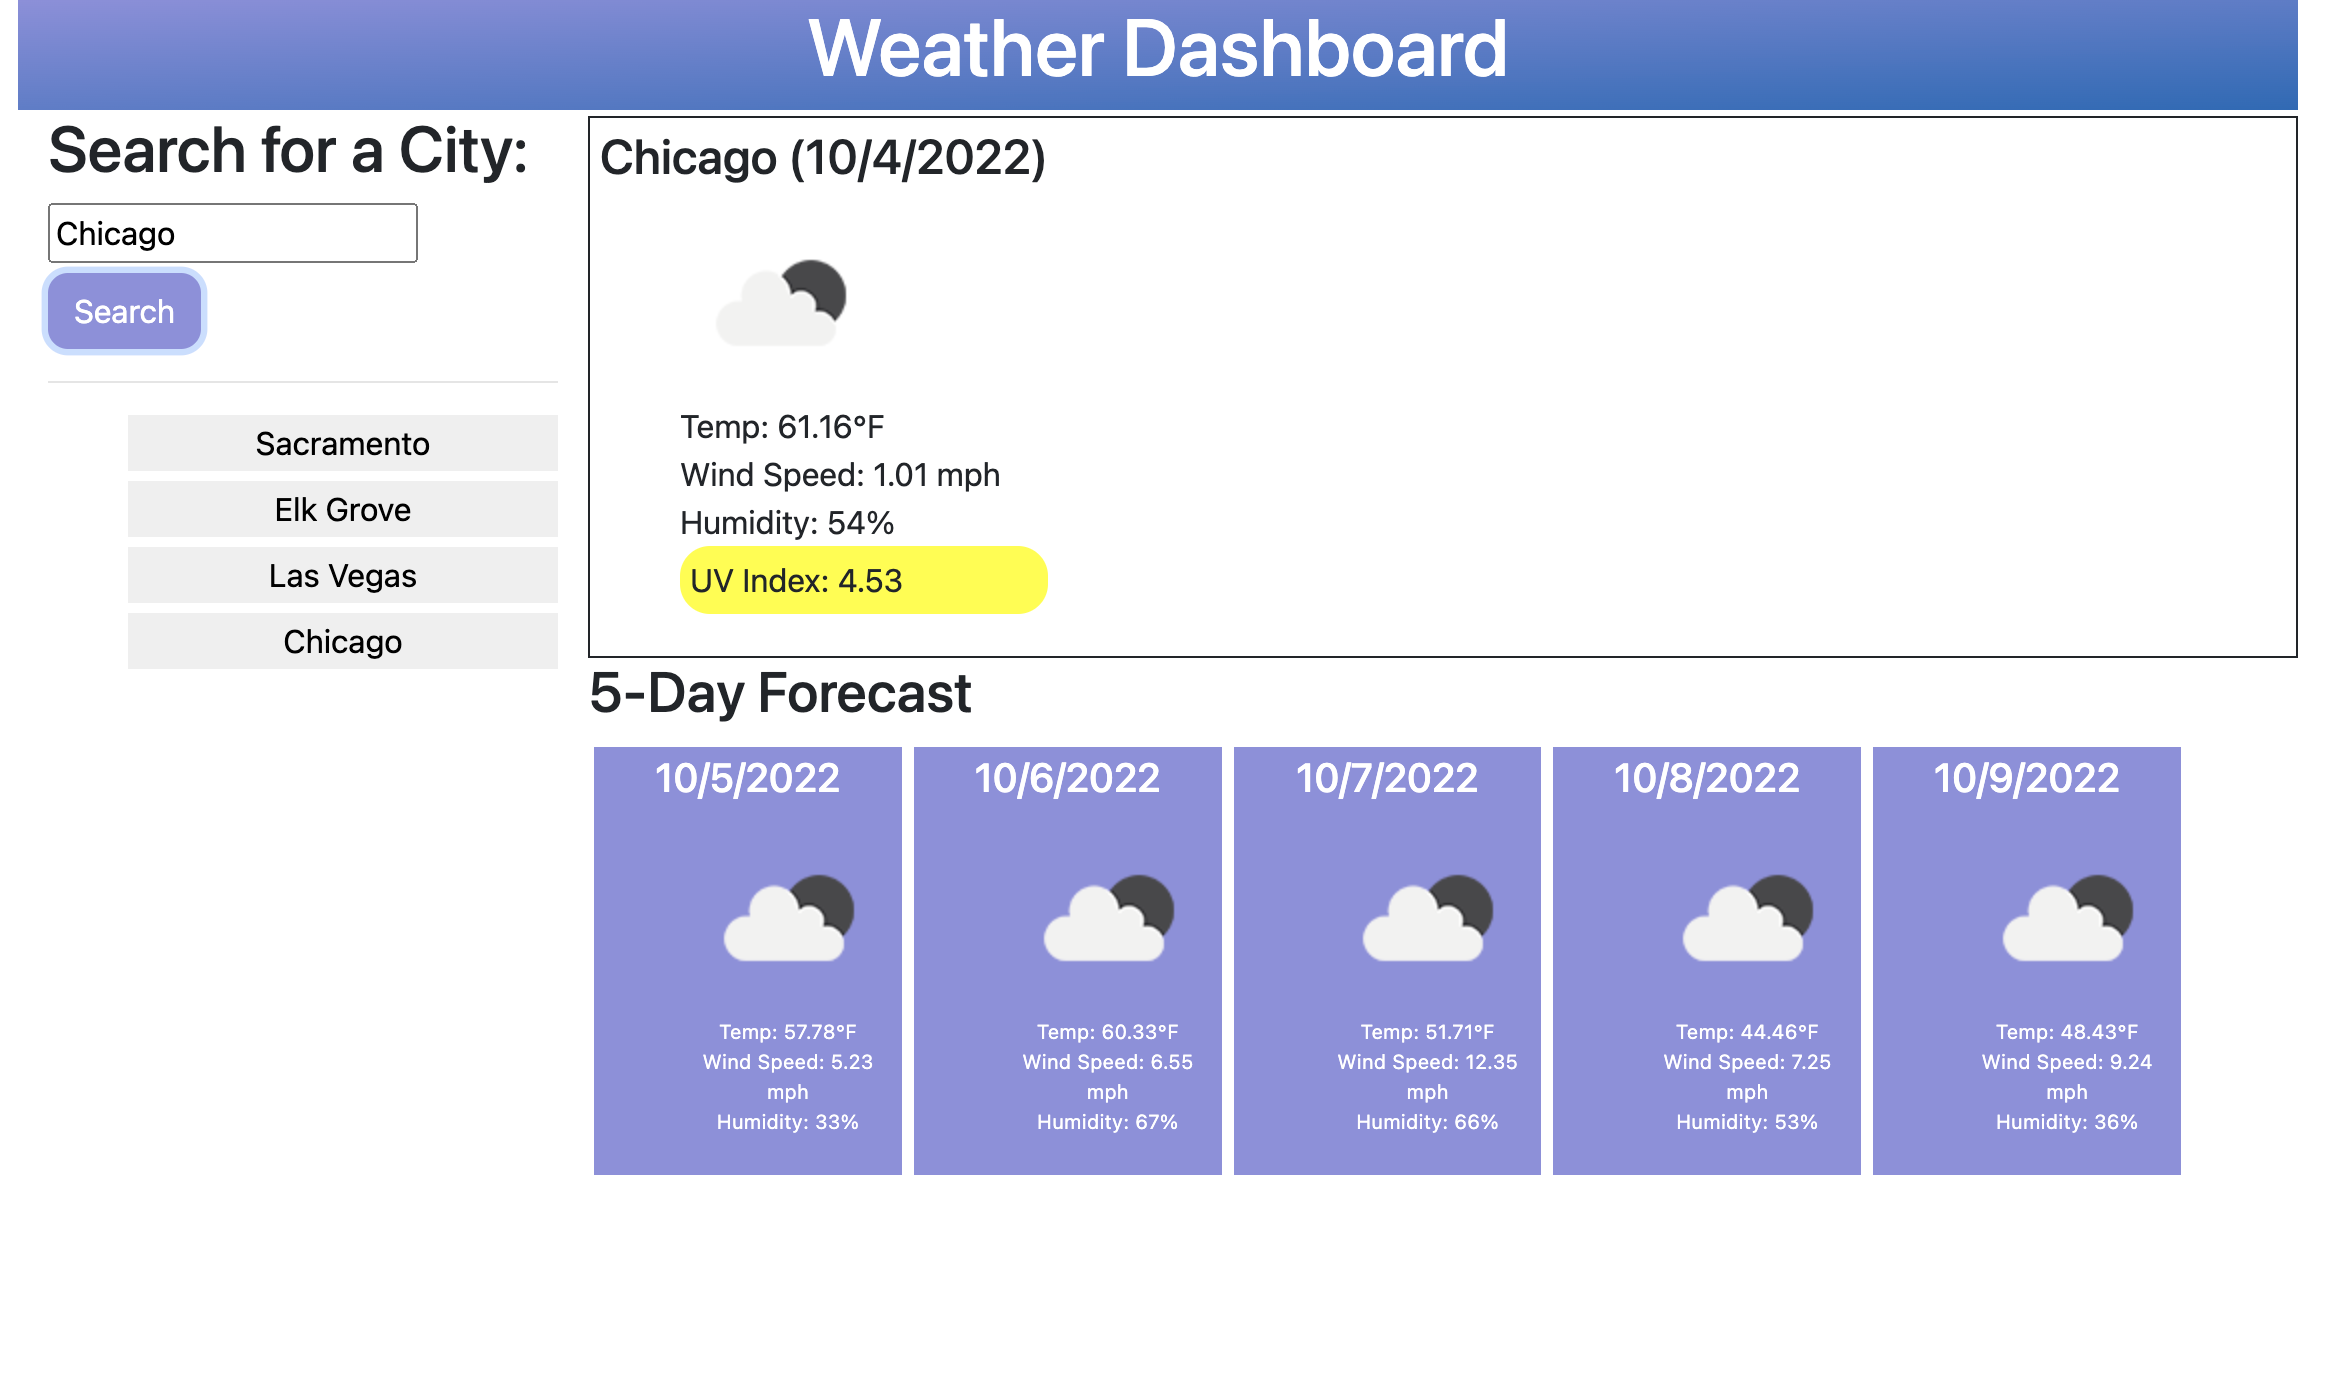 Weather Dashboard
Search for a City:
Chicago
Search
Sacramento
Elk Grove
Las Vegas
Chicago
Chicago (10/4/2022)
Temp: 61.16°F
Wind Speed: 1.01 mph
Humidity: 54%
UV Index: 4.53
5-Day Forecast
10/5/2022
Temp: 57.78°F
Wind Speed: 5.23
mph
Humidity: 33%
10/6/2022
Temp: 60.33°F
Wind Speed: 6.55
mph
Humidity: 67%
10/7/2022
Temp: 51.71°F
Wind Speed: 12.35
mph
Humidity: 66%
10/8/2022
Temp: 44.46°F
Wind Speed: 7.25
mph
Humidity: 53%
10/9/2022
Temp: 48.43°F
Wind Speed: 9.24
mph
Humidity: 36%